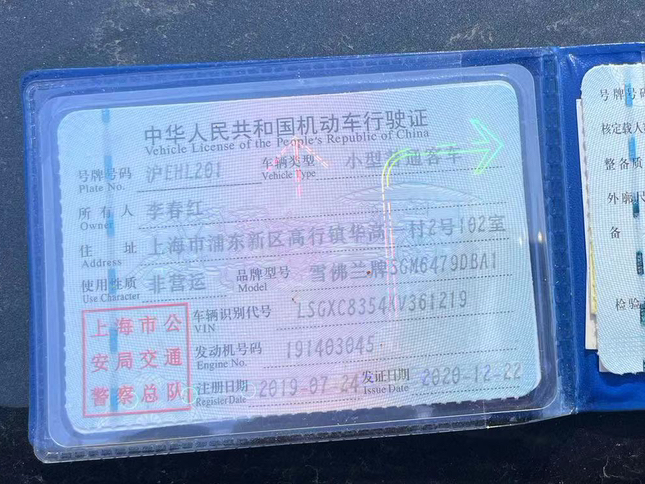 中华人民共和国机动车行驶证
Vehicle License of the People's Republic of China
号牌号码 沪EHL201 车辆类型 小型普通客车
Plate No. Vehicle Type
所有人 李春红
Owner
住址 上海市浦东新区高行镇华高一村2号102室
Address
使用性质 非营运 品牌型号 雪佛兰牌SGM6479DBA1
Use Character Model
上海市公
安局交通
警察总队
车辆识别代号
VIN
发动机号码 191403045
Engine No.
注册日期 2019-07-24 发证日期 2020-12-22
Register Date Issue Date
号牌号码
核定载人
整备质
外廓尺
备
检验